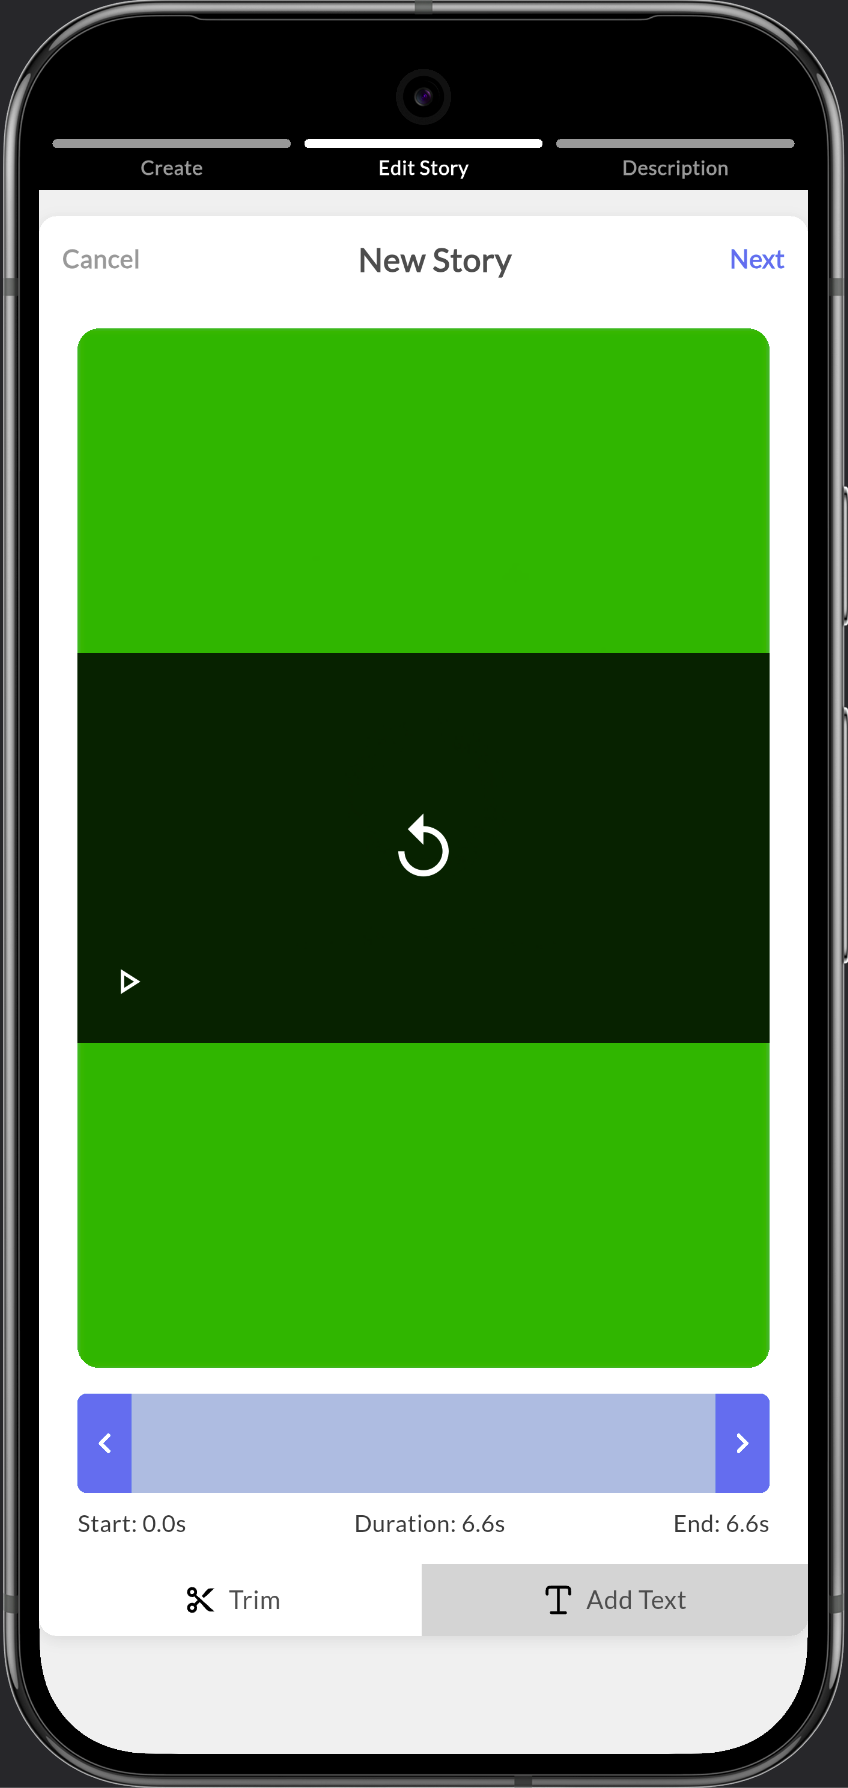 Create Edit Story Description
Cancel New Story Next
Start: 0.0s Duration: 6.6s End: 6.6s
Trim Add Text